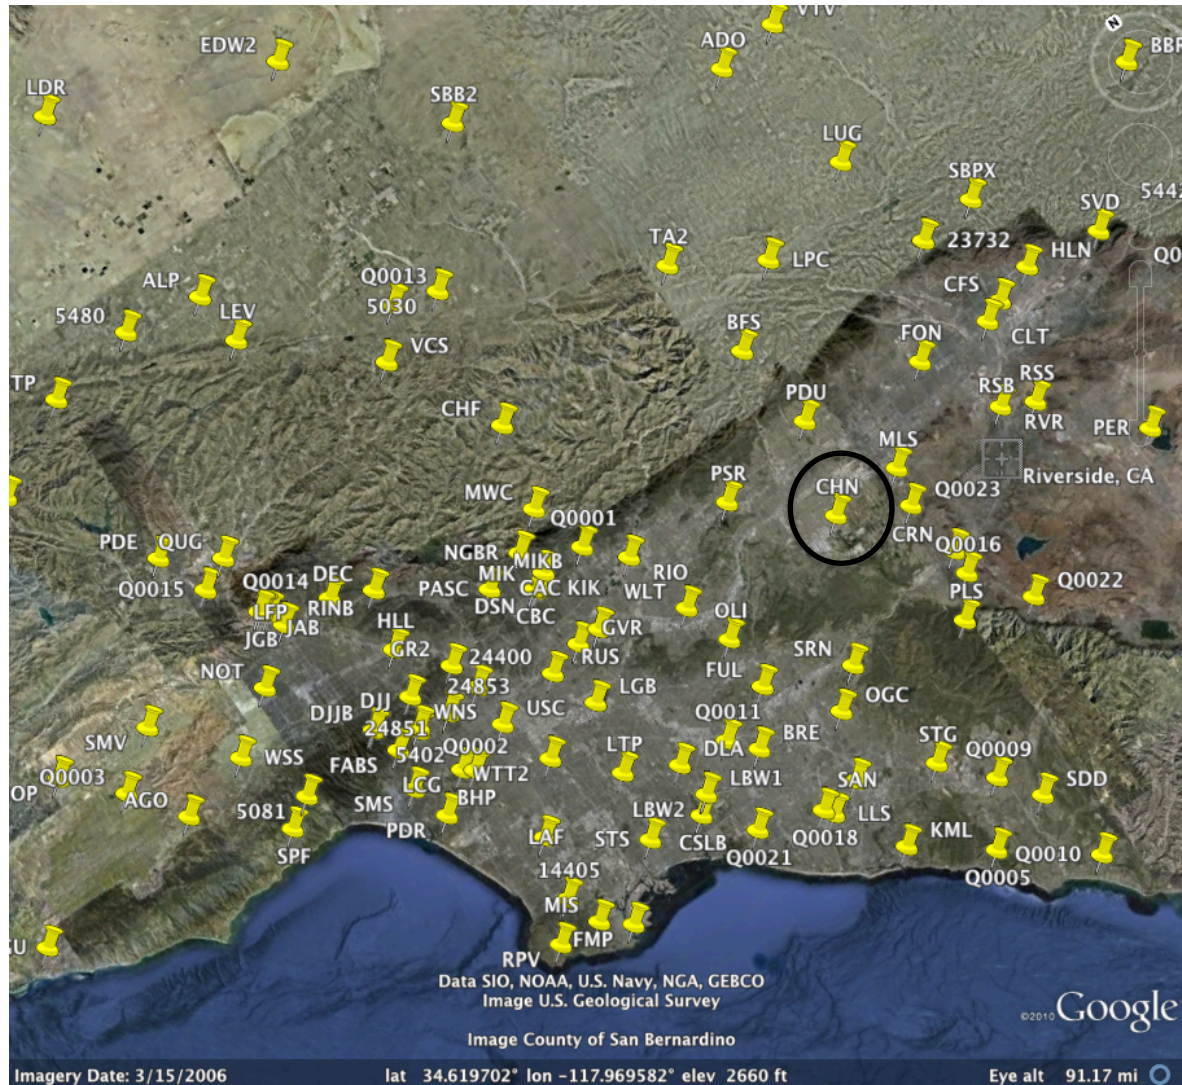 VTV
EDW2
ADO
BBR
LDR
SBB2
LUG
SBPX
5442
SVD
TA2
23732
HLN
LPC
Q0
ALP
Q0013
CFS
5030
5480
LEV
BFS
FON
CLT
VCS
TP
RSS
RSB
PDU
CHF
RVR
PER
MLS
PSR
Riverside, CA
CHN
MWC
Q0023
Q0001
CRN
PDE
QUG
NGBR
Q0016
MIKB
Q0015
Q0014
DEC
PASC
MIK
CAC
KIK
RIO
Q0022
WLT
PLS
LFP
RINB
DSN
CBC
OLI
JAB
HLL
GVR
JGB
GR2
SRN
24400
RUS
NOT
FUL
24853
LGB
OGC
DJJ
USC
DJJB
WNS
Q0011
24851
BRE
SMV
STG
5402
Q0002
LTP
DLA
Q0009
WSS
FABS
WTT2
Q0003
LBW1
SAN
SDD
LCG
OP
AGO
BHP
SMS
5081
LBW2
LLS
PDR
LAF
STS
CSLB
Q0018
KML
SPF
Q0021
Q0010
14405
Q0005
MIS
FMP
GU
RPV
Data SIO, NOAA, U.S. Navy, NGA, GEBCO
Image U.S. Geological Survey
©2010 Google
Image County of San Bernardino
Imagery Date: 3/15/2006 lat 34.619702° lon -117.969582° elev 2660 ft Eye alt 91.17 mi
N